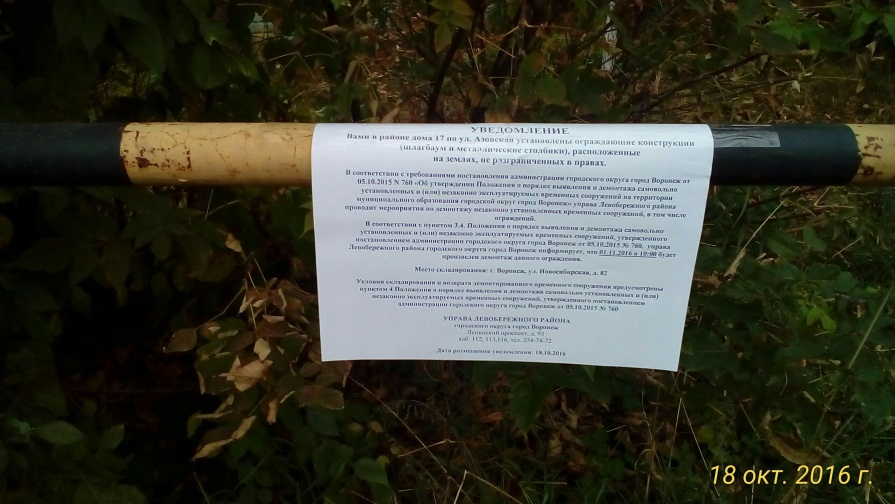 УВЕДОМЛЕНИЕ
Нами в районе дома 17 по ул. Азовская установлены ограждающие конструкции
(шлагбаум и металлические столбики), расположенные
на землях, не разграниченных в правах.
В соответствии с требованиями постановления администрации городского округа город Воронеж от
05.10.2015 N 760 «Об утверждении Положения о порядке выявления и демонтажа самовольно
установленных и (или) незаконно эксплуатируемых временных сооружений на территории
муниципального образования городской округ город Воронеж» управа Левобережного района
проводит мероприятия по демонтажу незаконно установленных временных сооружений, в том числе
ограждений.
В соответствии с пунктом 3.4. Положения о порядке выявления и демонтажа самовольно
установленных и (или) незаконно эксплуатируемых временных сооружений, утвержденного
постановлением администрации городского округа город Воронеж от 05.10.2015 № 760, управа
Левобережного района городского округа город Воронеж информирует, что 01.11.2016 в 10:00 будет
произведен демонтаж данного ограждения.
Место складирования: г. Воронеж, ул. Новосибирская, д. 82
Условия складирования и возврата демонтированного временного сооружения предусмотрены
пунктом 4 Положения о порядке выявления и демонтажа самовольно установленных и (или)
незаконно эксплуатируемых временных сооружений, утвержденного постановлением
администрации городского округа город Воронеж от 05.10.2015 № 760
УПРАВА ЛЕВОБЕРЕЖНОГО РАЙОНА
городского округа город Воронеж
Ленинский проспект, д. 93
каб. 112, 113,116, тел. 254-74-72
Дата размещения уведомления: 18.10.2016
18 окт. 2016 г.